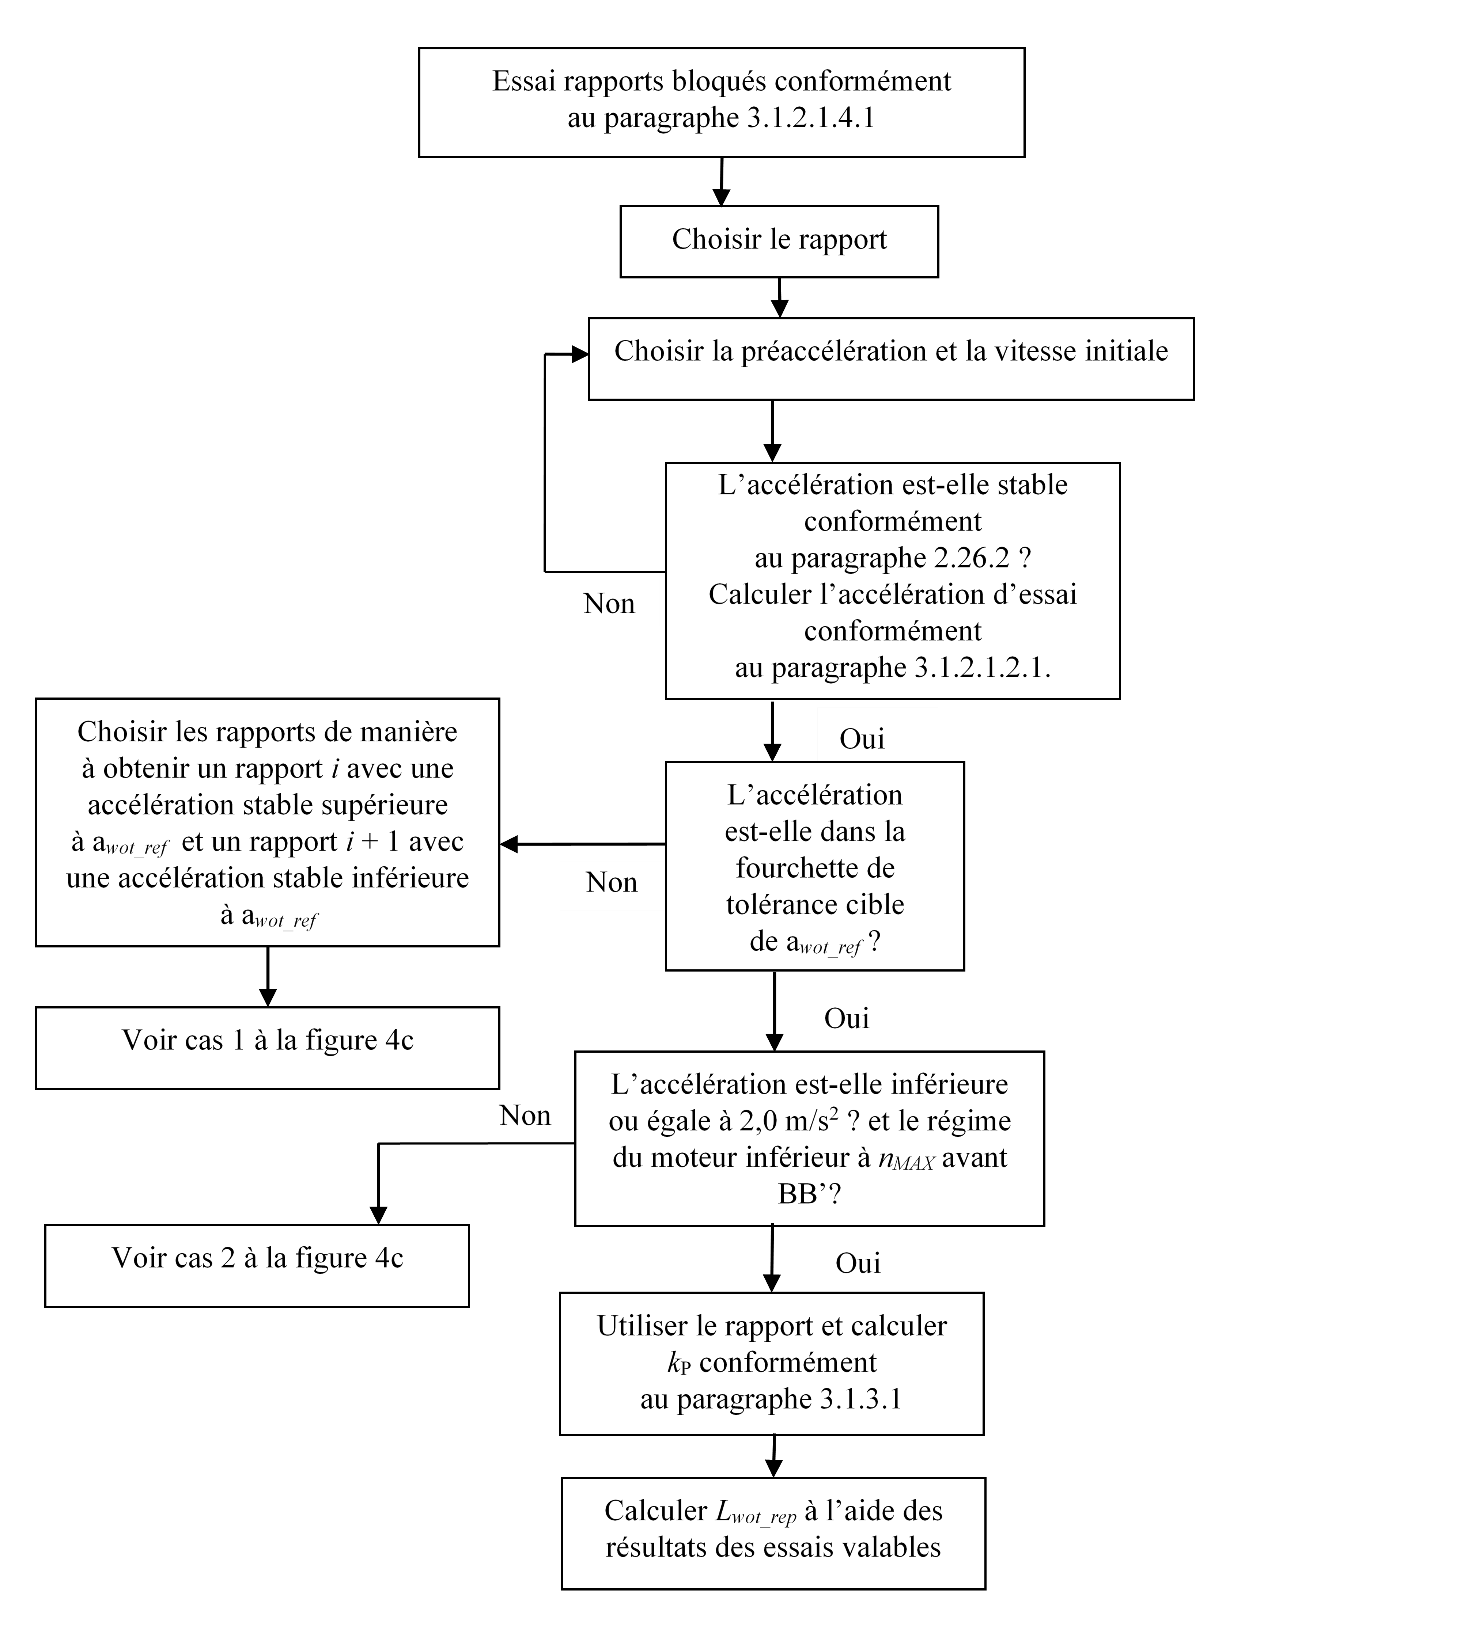 Essai rapports bloqués conformément
au paragraphe 3.1.2.1.4.1
Choisir le rapport
Choisir la préaccélération et la vitesse initiale
L’accélération est-elle stable
conformément
au paragraphe 2.26.2 ?
Calculer l’accélération d’essai
conformément
au paragraphe 3.1.2.1.2.1.
Non
Oui
Choisir les rapports de manière
à obtenir un rapport i avec une
accélération stable supérieure
à awot_ref et un rapport i + 1 avec
une accélération stable inférieure
à awot_ref
L’accélération
est-elle dans la
fourchette de
tolérance cible
de awot_ref ?
Non
Oui
Voir cas 1 à la figure 4c
L’accélération est-elle inférieure
ou égale à 2,0 m/s2 ? et le régime
du moteur inférieur à nMAX avant
BB’?
Non
Oui
Voir cas 2 à la figure 4c
Utiliser le rapport et calculer
kP conformément
au paragraphe 3.1.3.1
Calculer Lwot_rep à l’aide des
résultats des essais valables